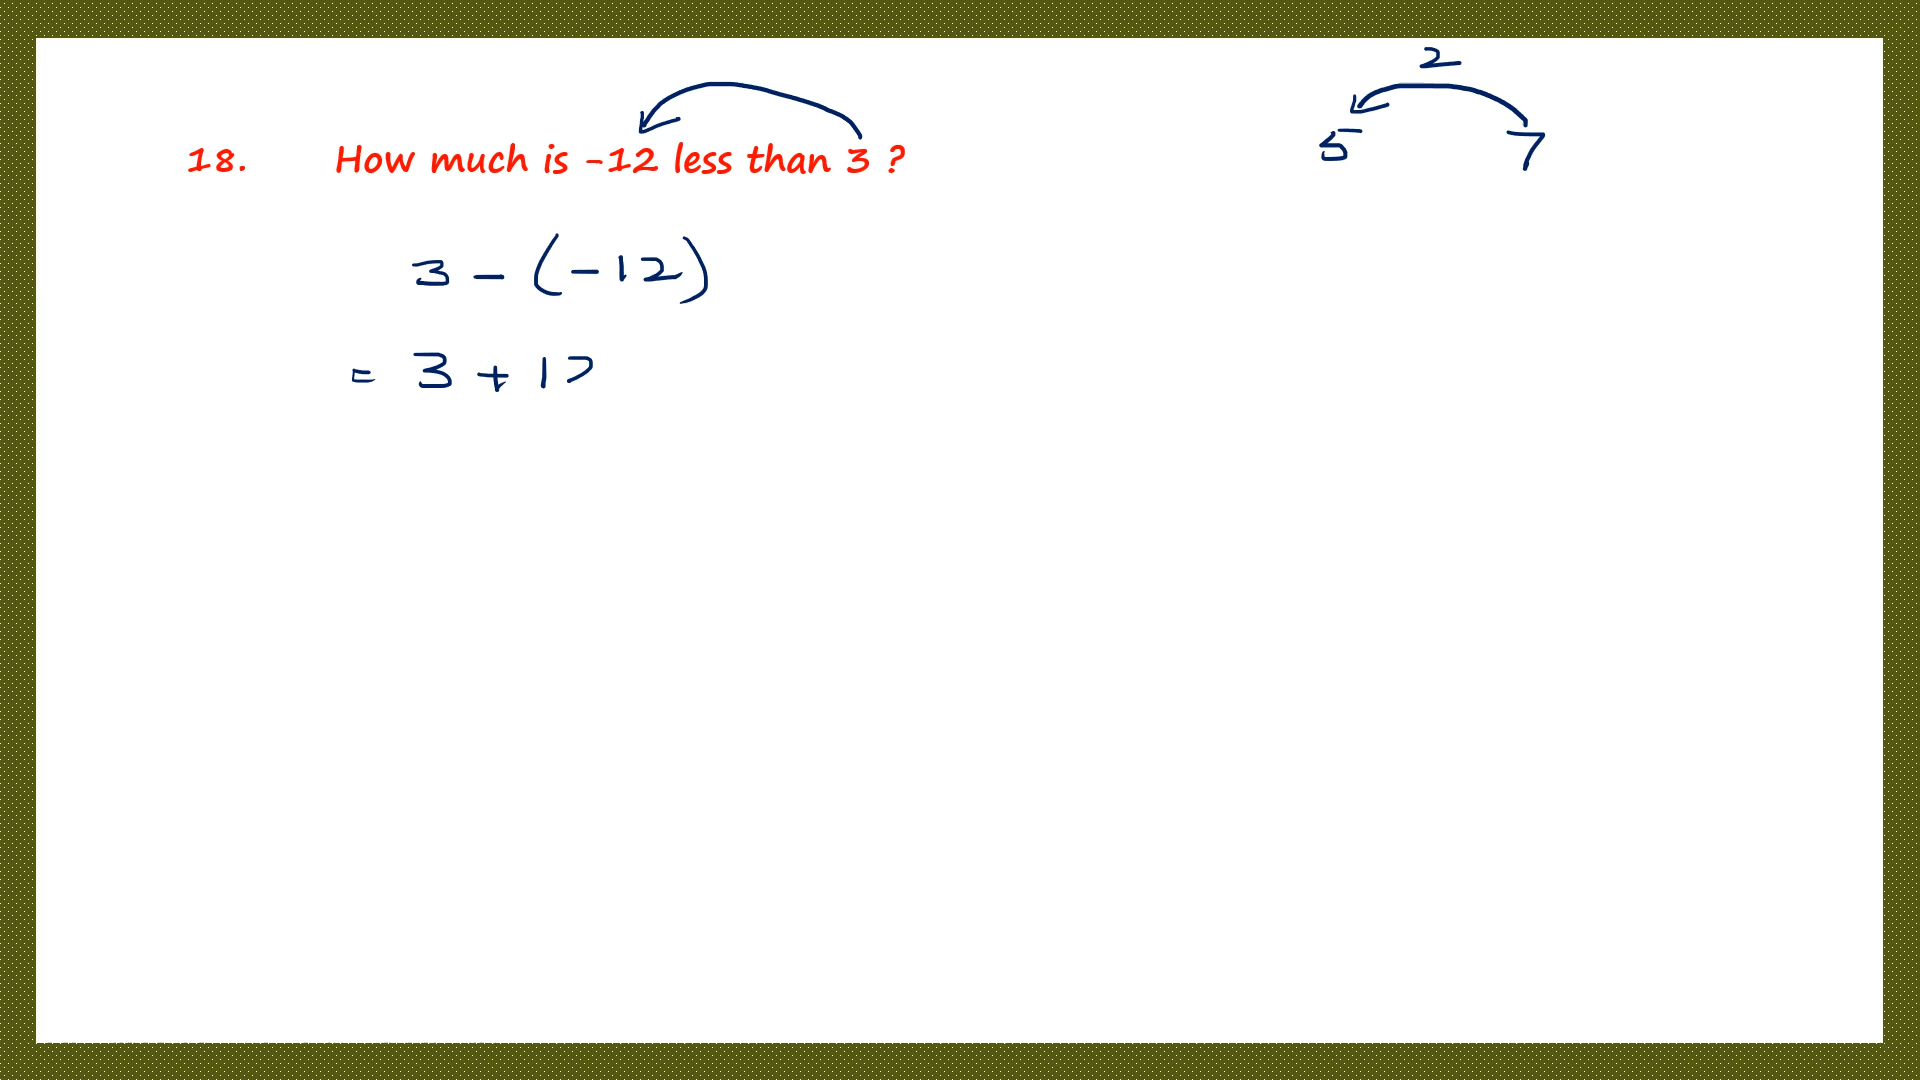 2
5 7
18. How much is -12 less than 3 ?
3 - (-12)
= 3 + 12